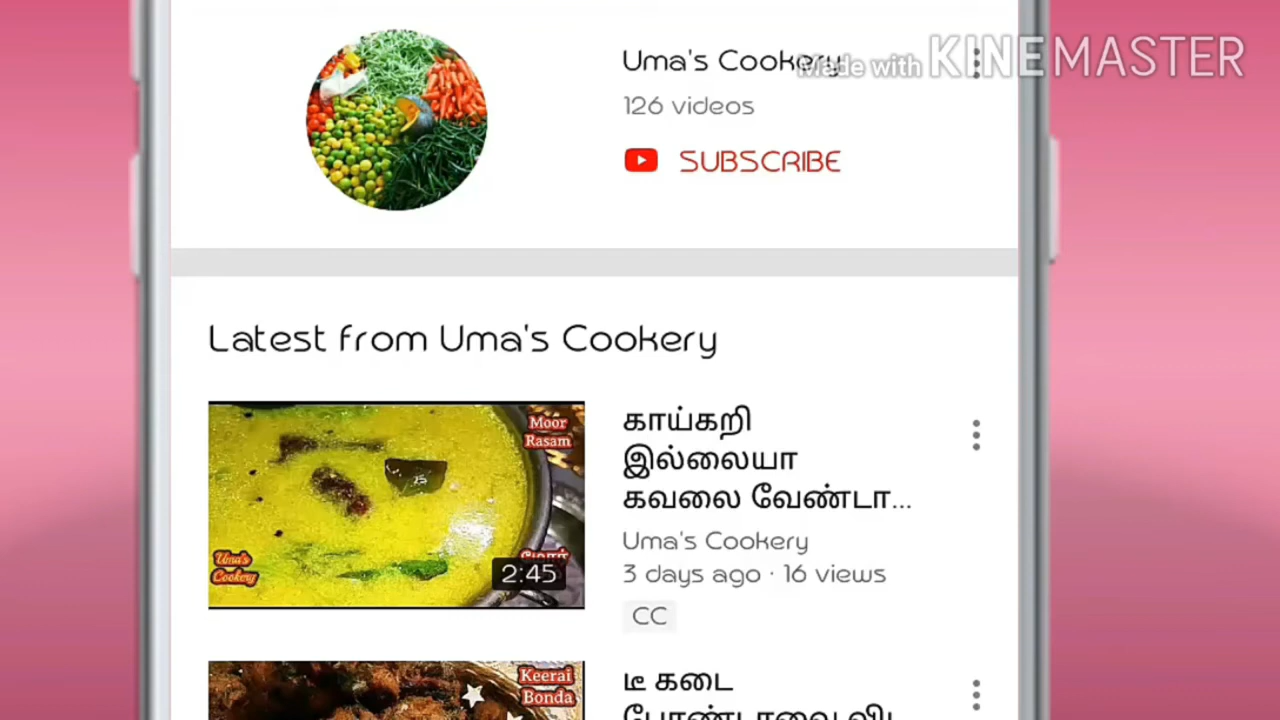 Uma's Cookery
Made with KINEMASTER
126 videos
SUBSCRIBE
Latest from Uma's Cookery
Moor
Rasam
Uma's
Cookery
மோர்
2:45
காய்கறி
இல்லையா
கவலை வேண்டா...
Uma's Cookery
3 days ago · 16 views
CC
Keerai
Bonda
டீ கடை